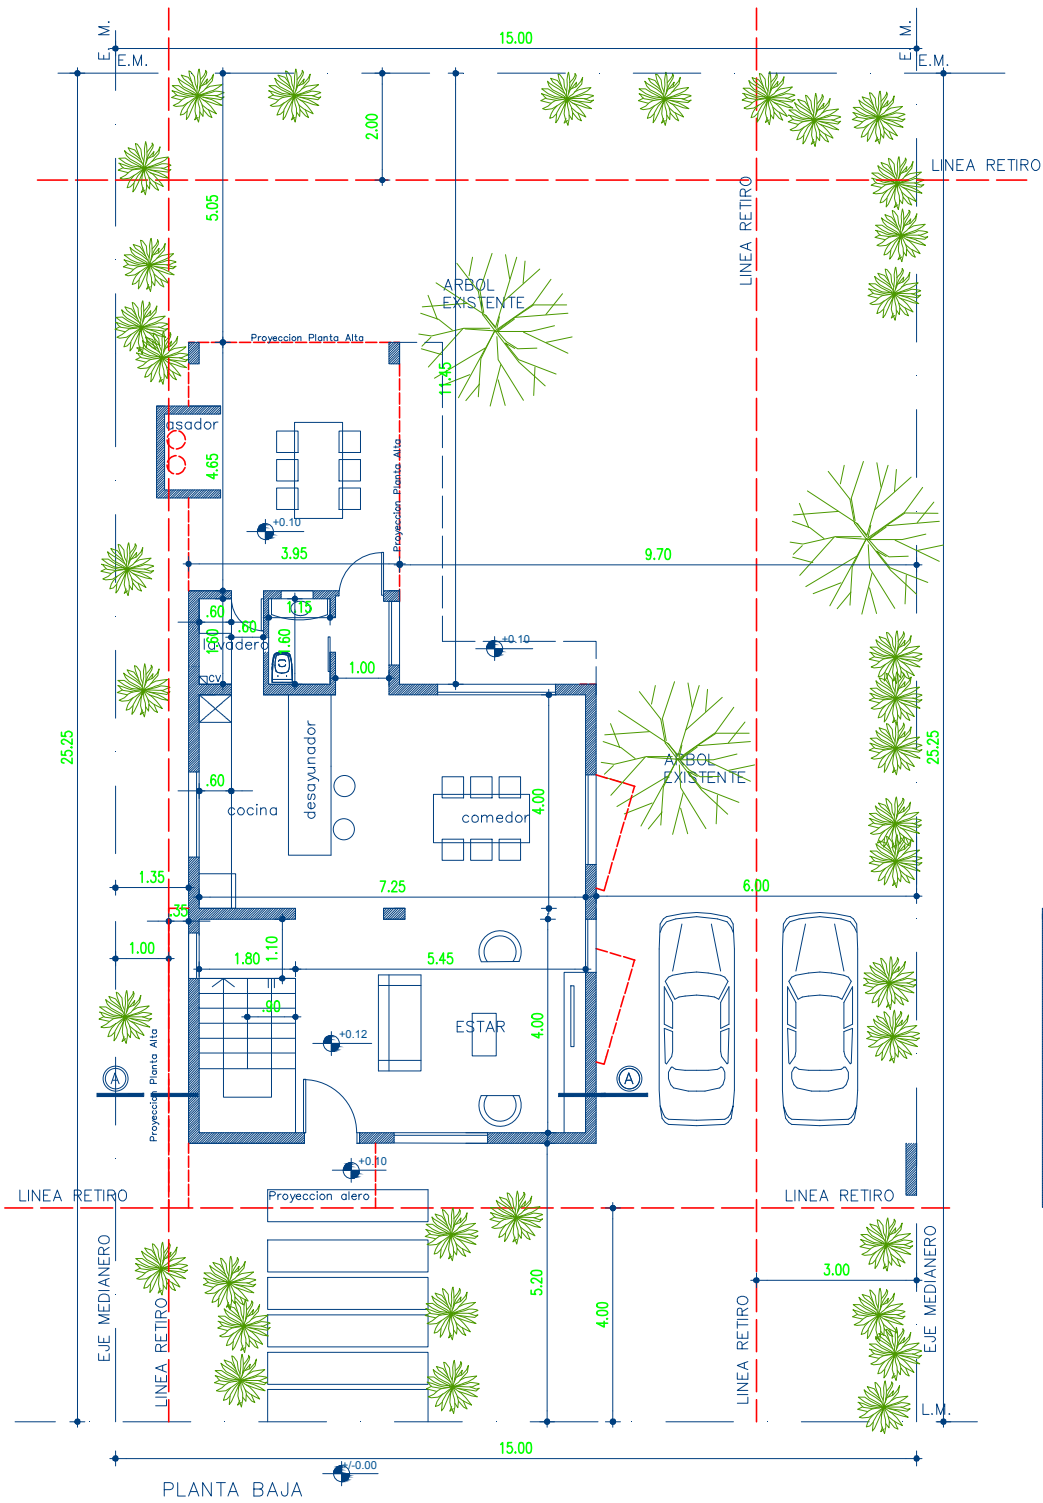 E. M.
15.00
E. M.
E.M.
E.M.
2.00
LINEA RETIRO
5.05
LINEA RETIRO
ARBOL
EXISTENTE
Proyeccion Planta Alta
11.45
asador
4.65
Proyeccion Planta Alta
+0.10
3.95
9.70
.60
1.15
.60
1.60
1.60
lavadero
+0.10
1.00
CV
25.25
25.25
ARBOL
EXISTENTE
desayunador
.60
cocina
comedor
4.00
1.35
7.25
6.00
.35
1.00
1.80
1.10
5.45
.90
ESTAR
4.00
+0.12
Proyeccion Planta Alta
A
A
+0.10
LINEA RETIRO
Proyeccion alero
LINEA RETIRO
5.20
4.00
3.00
EJE MEDIANERO
LINEA RETIRO
LINEA RETIRO
EJE MEDIANERO
L.M.
15.00
+/-0.00
PLANTA BAJA